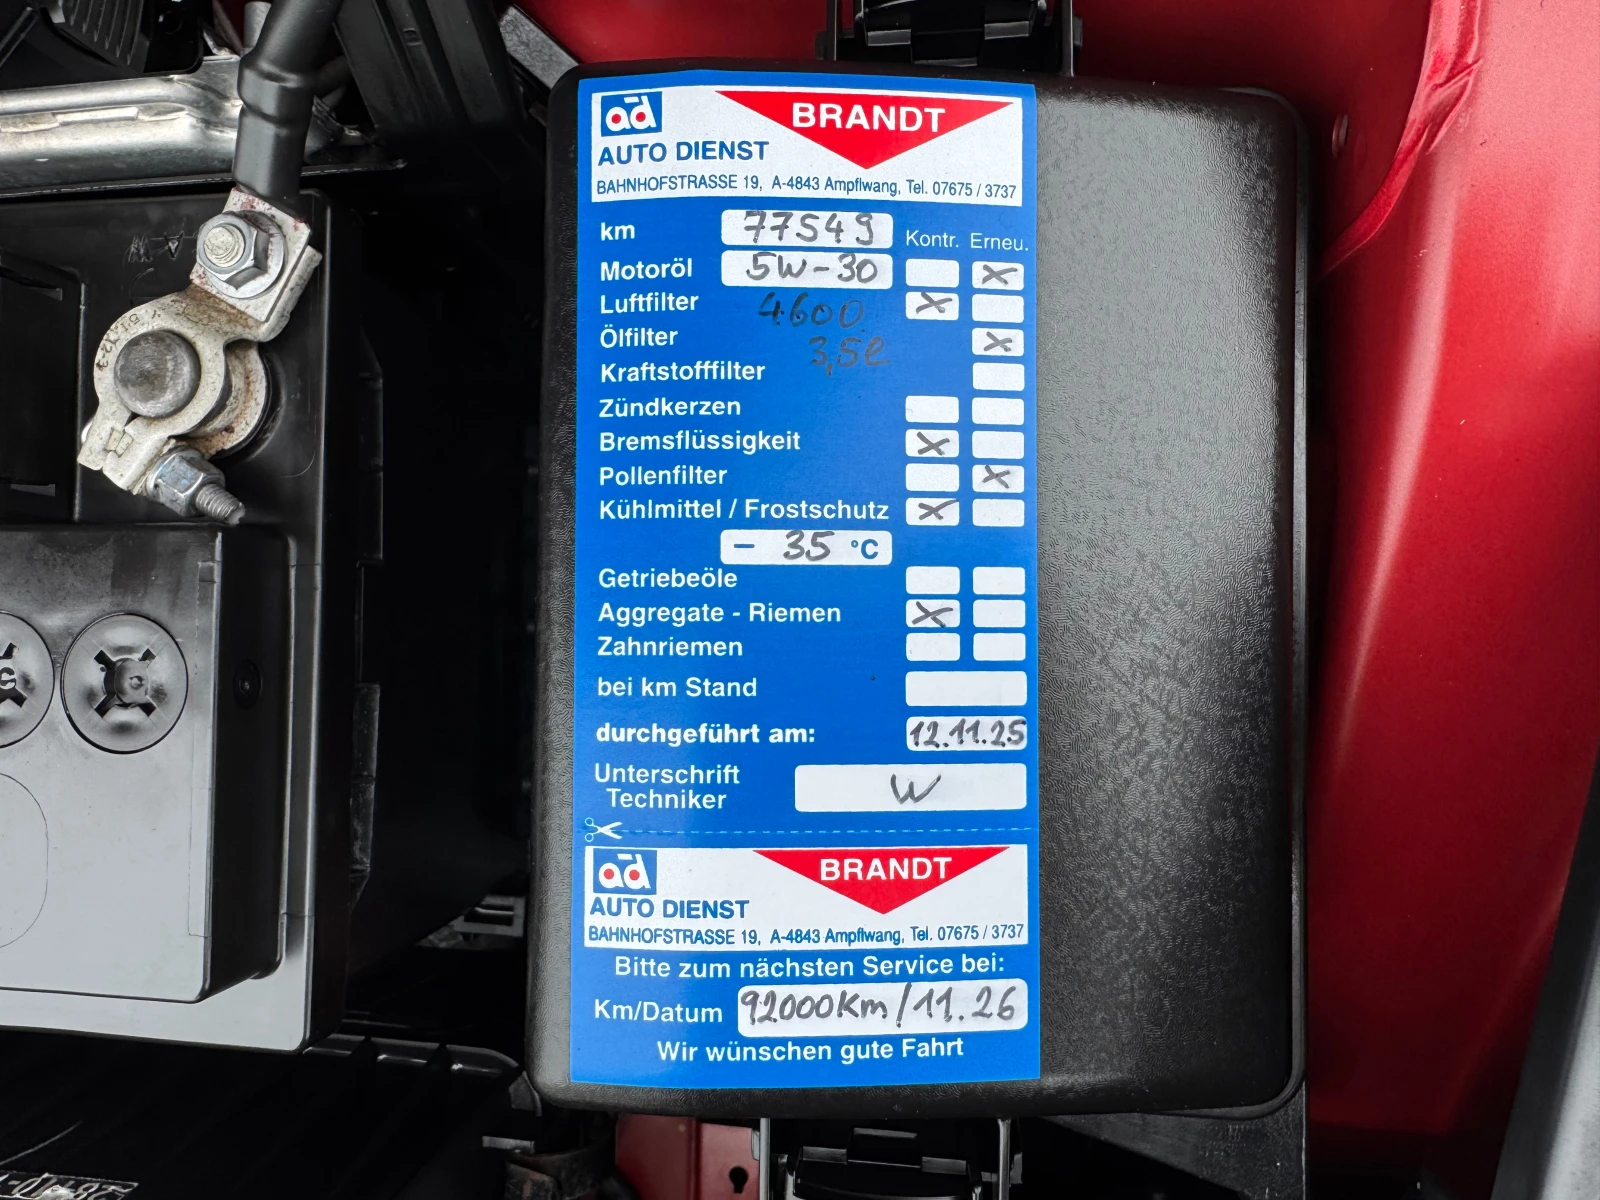 ad BRANDT
AUTO DIENST
BAHNHOFSTRASSE 19, A-4843 Ampflwang, Tel. 07675 / 3737
km 77549 Kontr. Erneu.
Motoröl 5W-30 X
Luftfilter 4600 X
Ölfilter 3,5l X
Kraftstofffilter
Zündkerzen
Bremsflüssigkeit X
Pollenfilter X
Kühlmittel / Frostschutz X
- 35 °C
Getriebeöle
Aggregate - Riemen X
Zahnriemen
bei km Stand
durchgeführt am: 12.11.25
Unterschrift
Techniker W
ad BRANDT
AUTO DIENST
BAHNHOFSTRASSE 19, A-4843 Ampflwang, Tel. 07675 / 3737
Bitte zum nächsten Service bei:
Km/Datum 92000Km/11.26
Wir wünschen gute Fahrt